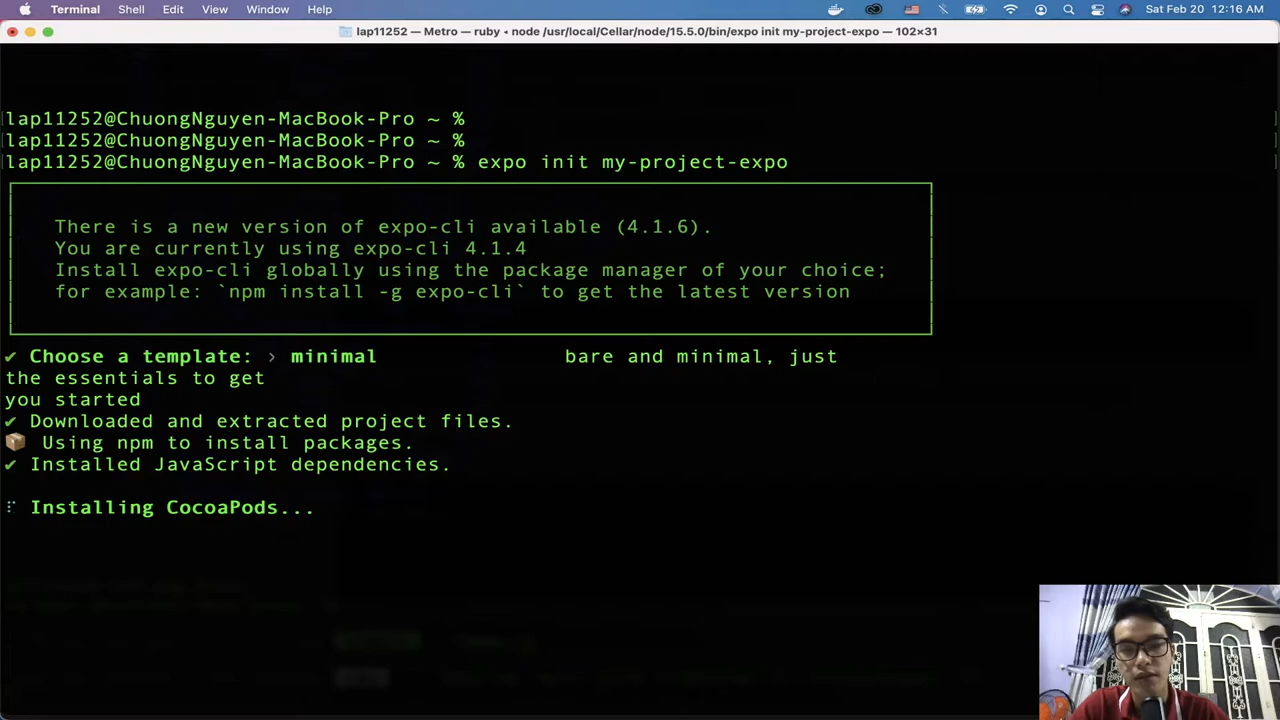 Terminal Shell Edit View Window Help Sat Feb 20 12:16 AM
lap11252 — Metro — ruby ◂ node /usr/local/Cellar/node/15.5.0/bin/expo init my-project-expo — 102×31
lap11252@ChuongNguyen-MacBook-Pro ~ %
lap11252@ChuongNguyen-MacBook-Pro ~ %
lap11252@ChuongNguyen-MacBook-Pro ~ % expo init my-project-expo
There is a new version of expo-cli available (4.1.6).
You are currently using expo-cli 4.1.4
Install expo-cli globally using the package manager of your choice;
for example: `npm install -g expo-cli` to get the latest version
✔ Choose a template: › minimal bare and minimal, just
the essentials to get
you started
✔ Downloaded and extracted project files.
📦 Using npm to install packages.
✔ Installed JavaScript dependencies.
Installing CocoaPods...